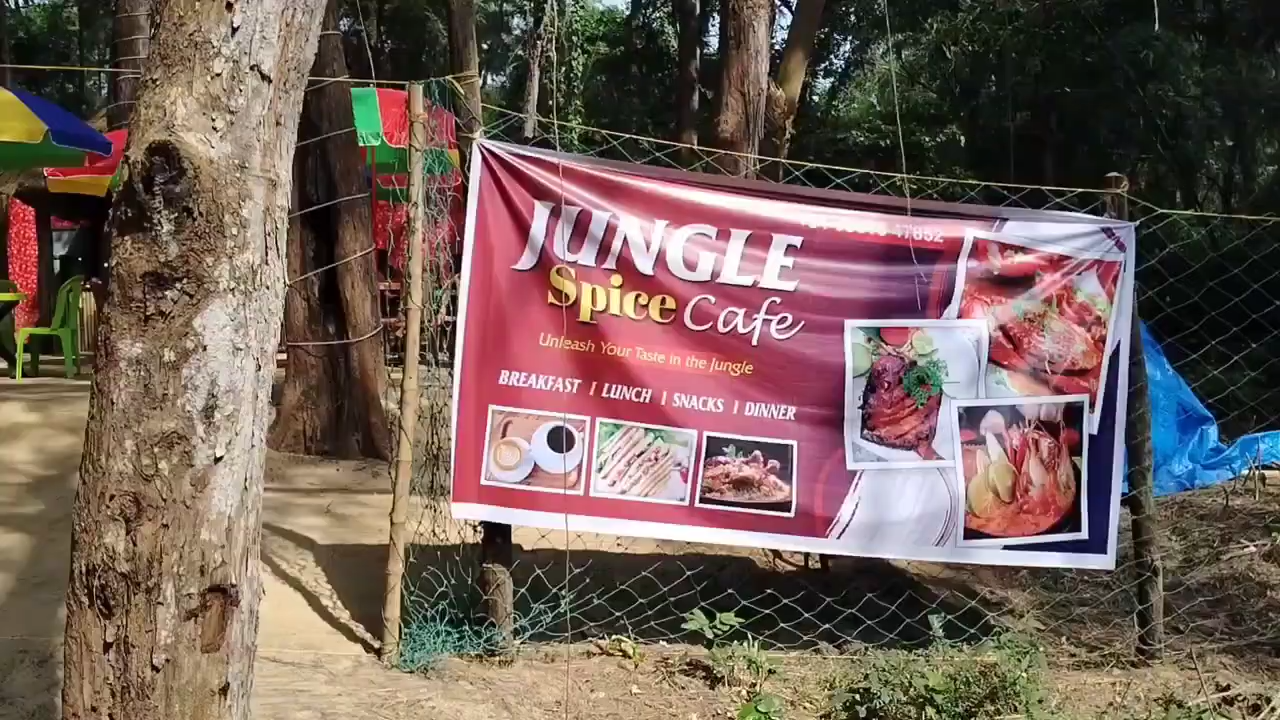 JUNGLE
Spice Cafe
Unleash Your Taste in the Jungle
BREAKFAST I LUNCH I SNACKS I DINNER